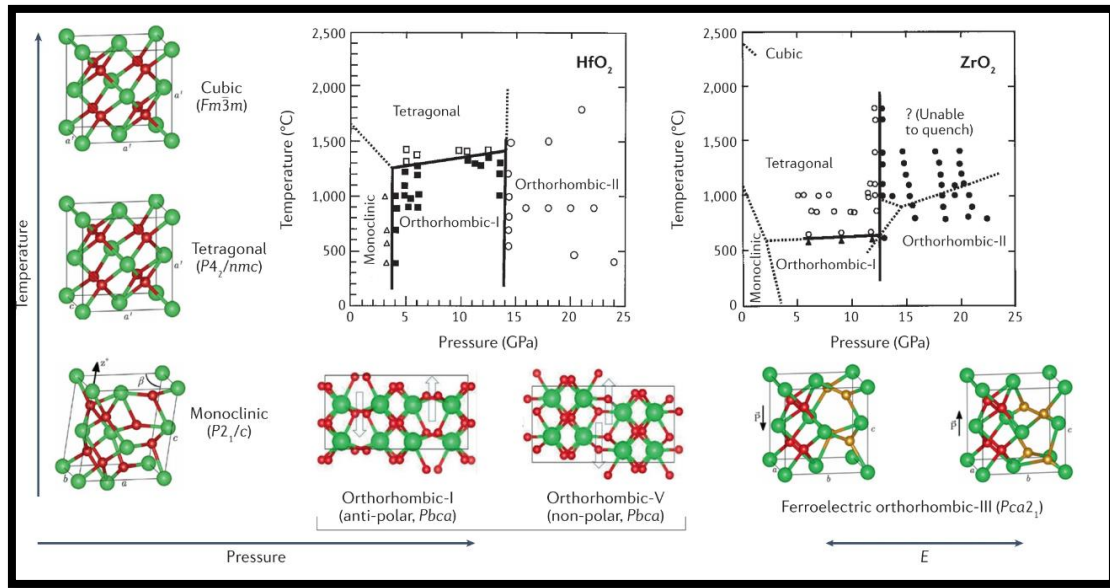 Temperature
Cubic
(Fm3̅m)
a'
a'
a'
Tetragonal
(P4₂/nmc)
c
a'
a'
z⁺
β
Monoclinic
(P2₁/c)
c
b
a
Pressure
2,500
2,000
1,500
1,000
500
0
Temperature (°C)
HfO₂
Tetragonal
Monoclinic
Orthorhombic-I
Orthorhombic-II
0 5 10 15 20 25
Pressure (GPa)
2,500
2,000
1,500
1,000
500
0
Temperature (°C)
Cubic
ZrO₂
? (Unable
to quench)
Tetragonal
Monoclinic
Orthorhombic-I
Orthorhombic-II
0 5 10 15 20 25
Pressure (GPa)
Orthorhombic-I
(anti-polar, Pbca)
Orthorhombic-V
(non-polar, Pbca)
c
a
b
c
a
b
Ferroelectric orthorhombic-III (Pca2₁)
E